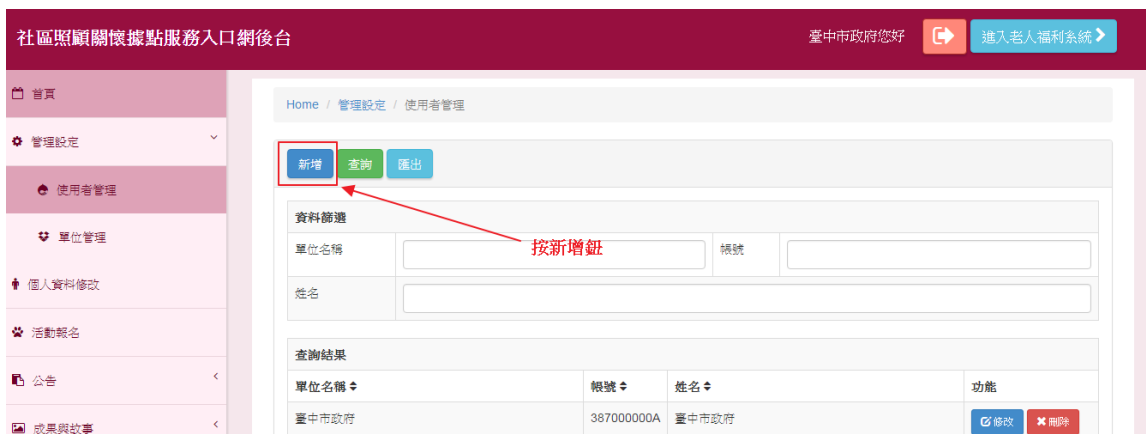 社區照顧關懷據點服務入口網後台
臺中市政府您好
進入老人福利系統
首頁
管理設定
使用者管理
單位管理
個人資料修改
活動報名
公告
成果與故事
Home / 管理設定 / 使用者管理
新增 查詢 匯出
資料篩選
按新增鈕
單位名稱 帳號
姓名
查詢結果
單位名稱 帳號 姓名 功能
臺中市政府 387000000A 臺中市政府 修改 刪除